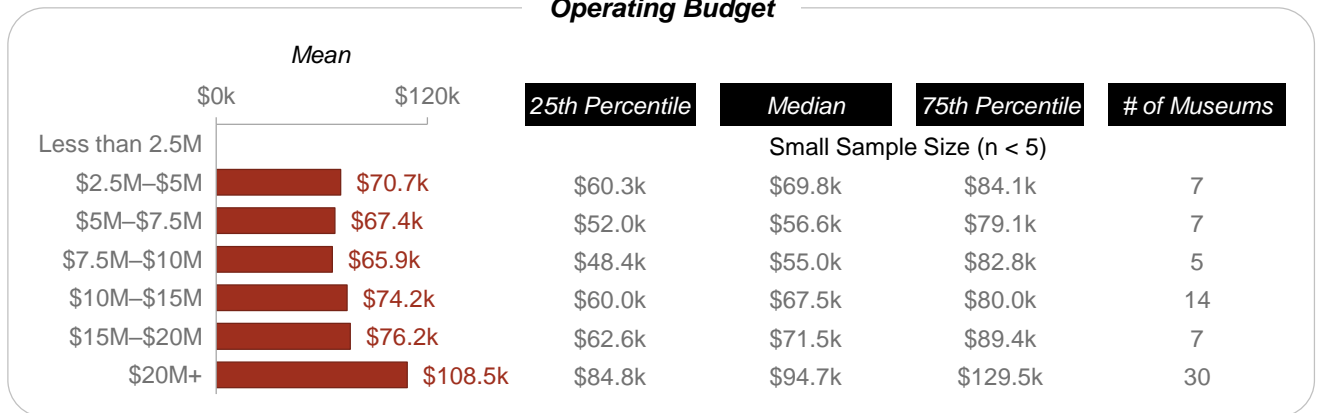 Operating Budget
Mean
$0k $120k 25th Percentile Median 75th Percentile # of Museums
Less than 2.5M Small Sample Size (n < 5)
$2.5M–$5M $70.7k $60.3k $69.8k $84.1k 7
$5M–$7.5M $67.4k $52.0k $56.6k $79.1k 7
$7.5M–$10M $65.9k $48.4k $55.0k $82.8k 5
$10M–$15M $74.2k $60.0k $67.5k $80.0k 14
$15M–$20M $76.2k $62.6k $71.5k $89.4k 7
$20M+ $108.5k $84.8k $94.7k $129.5k 30